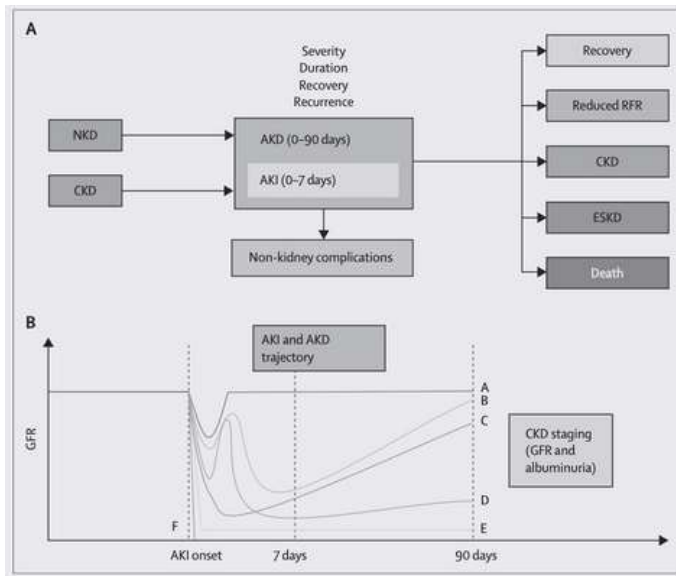 A
Severity
Duration
Recovery
Recurrence
NKD
CKD
AKD (0–90 days)
AKI (0–7 days)
Non-kidney complications
Recovery
Reduced RFR
CKD
ESKD
Death
B
AKI and AKD
trajectory
GFR
A
B
C
D
E
F
CKD staging
(GFR and
albuminuria)
AKI onset
7 days
90 days